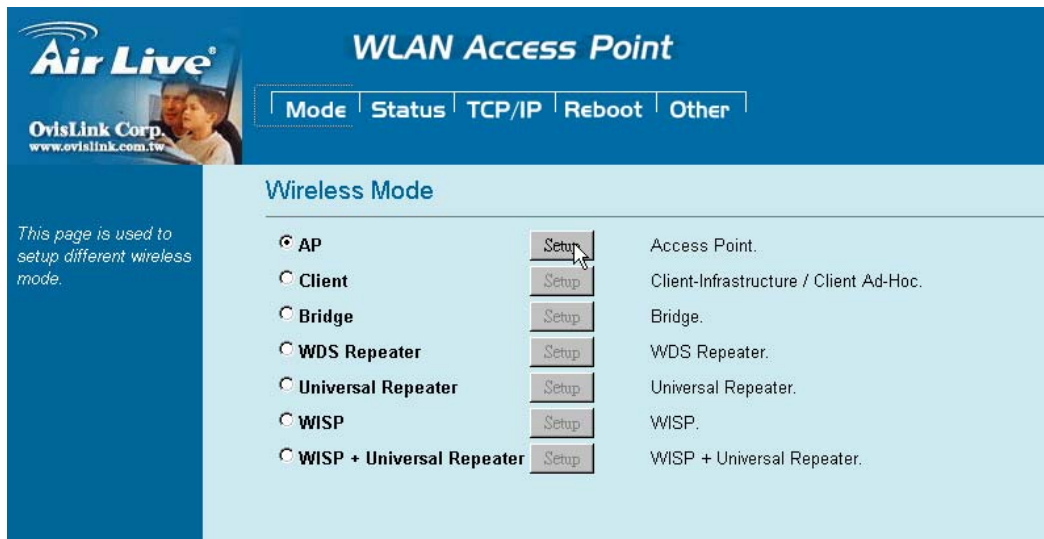 Air Live®
OvisLink Corp.
www.ovislink.com.tw
WLAN Access Point
Mode Status TCP/IP Reboot Other
This page is used to
setup different wireless
mode.
Wireless Mode
AP Setup Access Point.
Client Setup Client-Infrastructure / Client Ad-Hoc.
Bridge Setup Bridge.
WDS Repeater Setup WDS Repeater.
Universal Repeater Setup Universal Repeater.
WISP Setup WISP.
WISP + Universal Repeater Setup WISP + Universal Repeater.